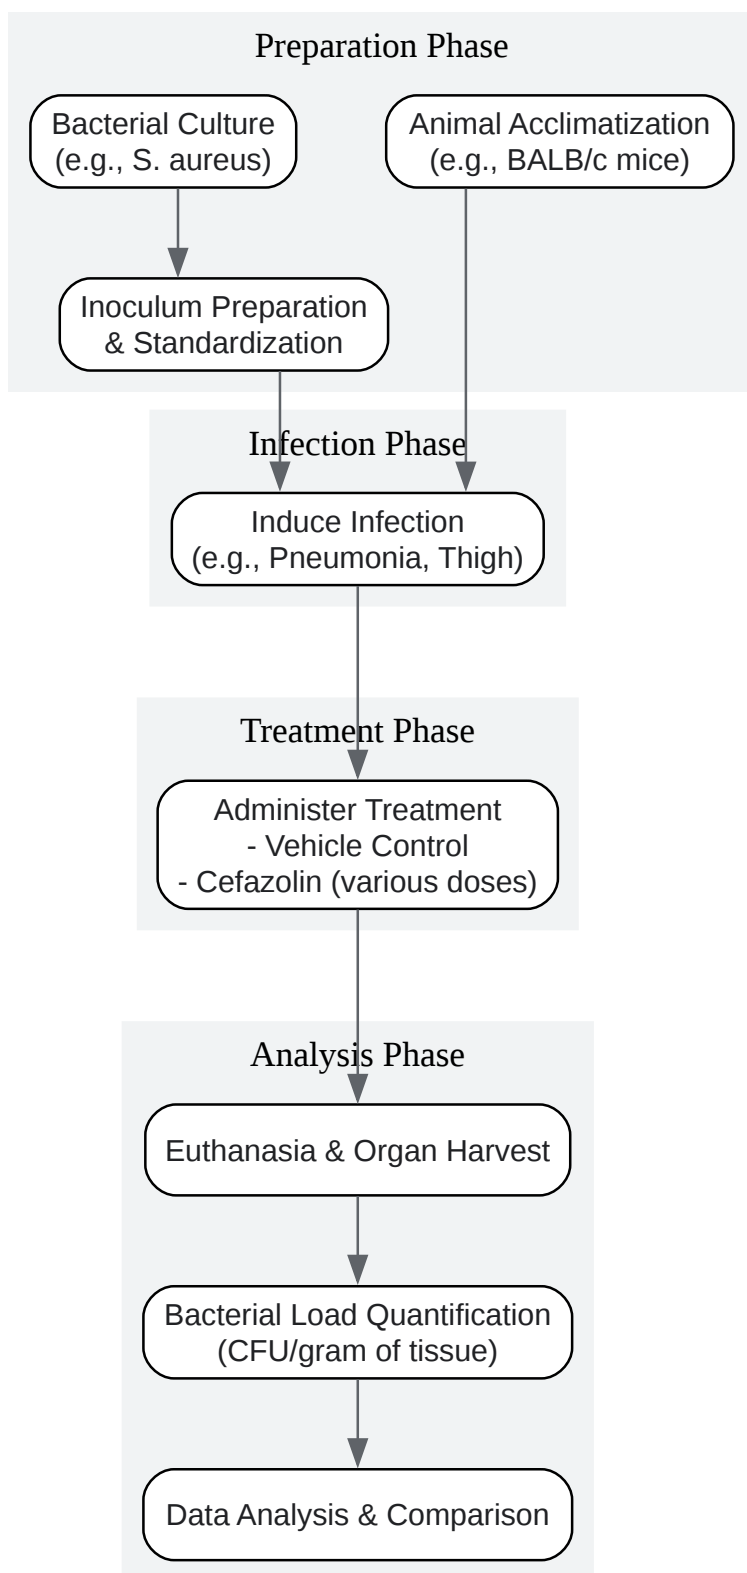 Preparation Phase
Bacterial Culture
(e.g., S. aureus)
Animal Acclimatization
(e.g., BALB/c mice)
Inoculum Preparation
& Standardization
Infection Phase
Induce Infection
(e.g., Pneumonia, Thigh)
Treatment Phase
Administer Treatment
- Vehicle Control
- Cefazolin (various doses)
Analysis Phase
Euthanasia & Organ Harvest
Bacterial Load Quantification
(CFU/gram of tissue)
Data Analysis & Comparison